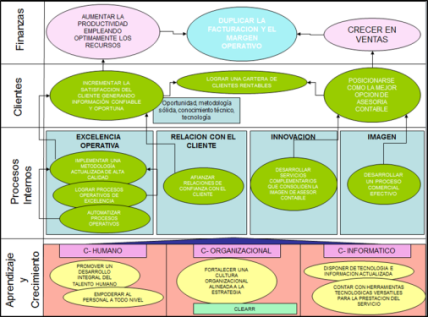 Finanzas
AUMENTAR LA
PRODUCTIVIDAD
EMPLEANDO
OPTIMAMENTE LOS
RECURSOS
DUPLICAR LA
FACTURACION Y EL
MARGEN
OPERATIVO
CRECER EN
VENTAS
Clientes
INCREMENTAR LA
SATISFACCION DEL
CLIENTE GENERANDO
INFORMACIÓN CONFIABLE
Y OPORTUNA
LOGRAR UNA CARTERA DE
CLIENTES RENTABLES
Oportunidad, metodología
sólida, conocimiento técnico,
tecnología
POSICIONARSE
COMO LA MEJOR
OPCION DE
ASESORIA
CONTABLE
Procesos
Internos
EXCELENCIA
OPERATIVA
IMPLEMENTAR UNA
METODOLOGÍA
ACTUALIZADA DE ALTA
CALIDAD
LOGRAR PROCESOS
OPERATIVOS DE
EXCELENCIA
AUTOMATIZAR
PROCESOS
OPERATIVOS
RELACION CON EL
CLIENTE
AFIANZAR
RELACIONES DE
CONFIANZA CON EL
CLIENTE
INNOVACION
DESARROLLAR
SERVICIOS
COMPLEMENTARIOS
QUE CONSOLIDEN LA
IMAGEN DE ASESOR
CONTABLE
IMAGEN
DESARROLLAR UN
PROCESO
COMERCIAL
EFECTIVO
Aprendizaje
y
Crecimiento
C- HUMANO
PROMOVER UN
DESARROLLO
INTEGRAL DEL
TALENTO HUMANO
EMPODERAR AL
PERSONAL A TODO NIVEL
C- ORGANIZACIONAL
FORTALECER UNA
CULTURA
ORGANIZACIONAL
ALINEADA A LA
ESTRATEGIA
CLEARR
C- INFORMATICO
DISPONER DE TECNOLOGIA E
INFORMACION ACTUALIZADA
CONTAR CON HERRAMIENTAS
TECNOLOGICAS VERSATILES
PARA LA PRESTACION DEL
SERVICIO